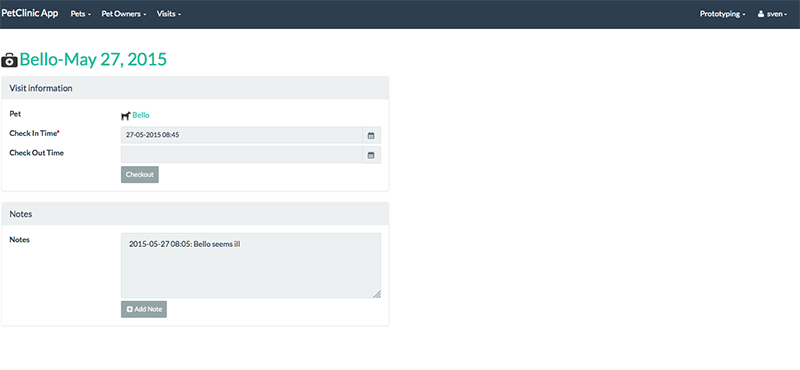 PetClinic App Pets Pet Owners Visits Prototyping sven
Bello-May 27, 2015
Visit information
Pet Bello
Check In Time* 27-05-2015 08:45
Check Out Time
Checkout
Notes
Notes 2015-05-27 08:05: Bello seems ill
Add Note